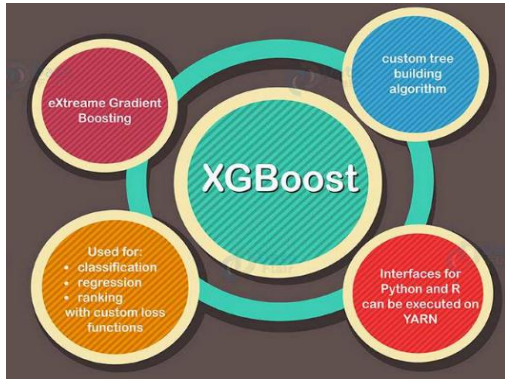 eXtreame Gradient
Boosting
custom tree
building
algorithm
XGBoost
Used for:
• classification
• regression
• ranking
with custom loss
functions
Interfaces for
Python and R
can be executed on
YARN